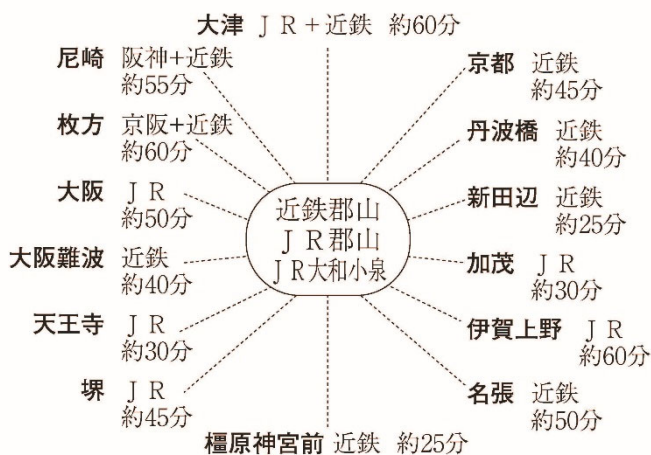 大津 JR+近鉄 約60分
尼崎 阪神+近鉄
約55分
枚方 京阪+近鉄
約60分
大阪 JR
約50分
大阪難波 近鉄
約40分
天王寺 JR
約30分
堺 JR
約45分
近鉄郡山
JR郡山
JR大和小泉
京都 近鉄
約45分
丹波橋 近鉄
約40分
新田辺 近鉄
約25分
加茂 JR
約30分
伊賀上野 JR
約60分
名張 近鉄
約50分
橿原神宮前 近鉄 約25分